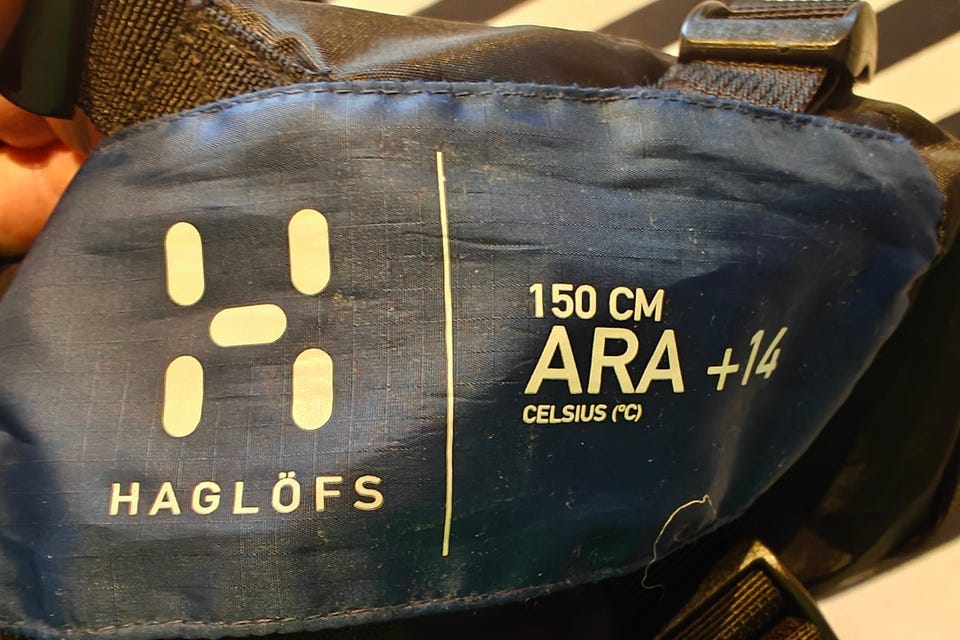 HAGLÖFS
150 CM
ARA +14
CELSIUS (°C)